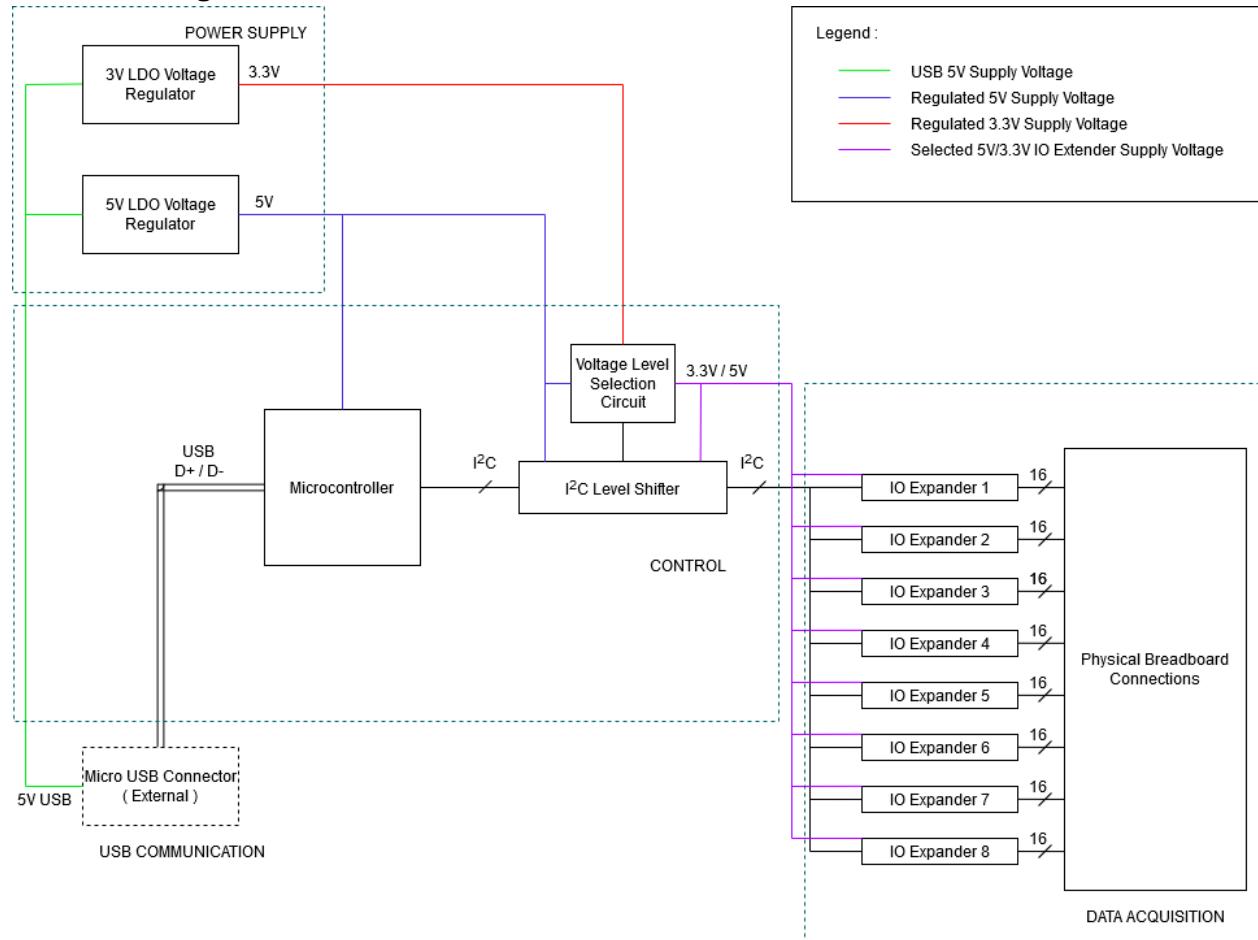 POWER SUPPLY
3V LDO Voltage
Regulator
3.3V
5V LDO Voltage
Regulator
5V
Legend :
USB 5V Supply Voltage
Regulated 5V Supply Voltage
Regulated 3.3V Supply Voltage
Selected 5V/3.3V IO Extender Supply Voltage
Voltage Level
Selection
Circuit
3.3V / 5V
USB
D+ / D-
Microcontroller
I²C
I²C Level Shifter
I²C
CONTROL
IO Expander 1
16
IO Expander 2
16
IO Expander 3
16
IO Expander 4
16
IO Expander 5
16
IO Expander 6
16
IO Expander 7
16
IO Expander 8
16
Physical Breadboard
Connections
DATA ACQUISITION
Micro USB Connector
( External )
5V USB
USB COMMUNICATION